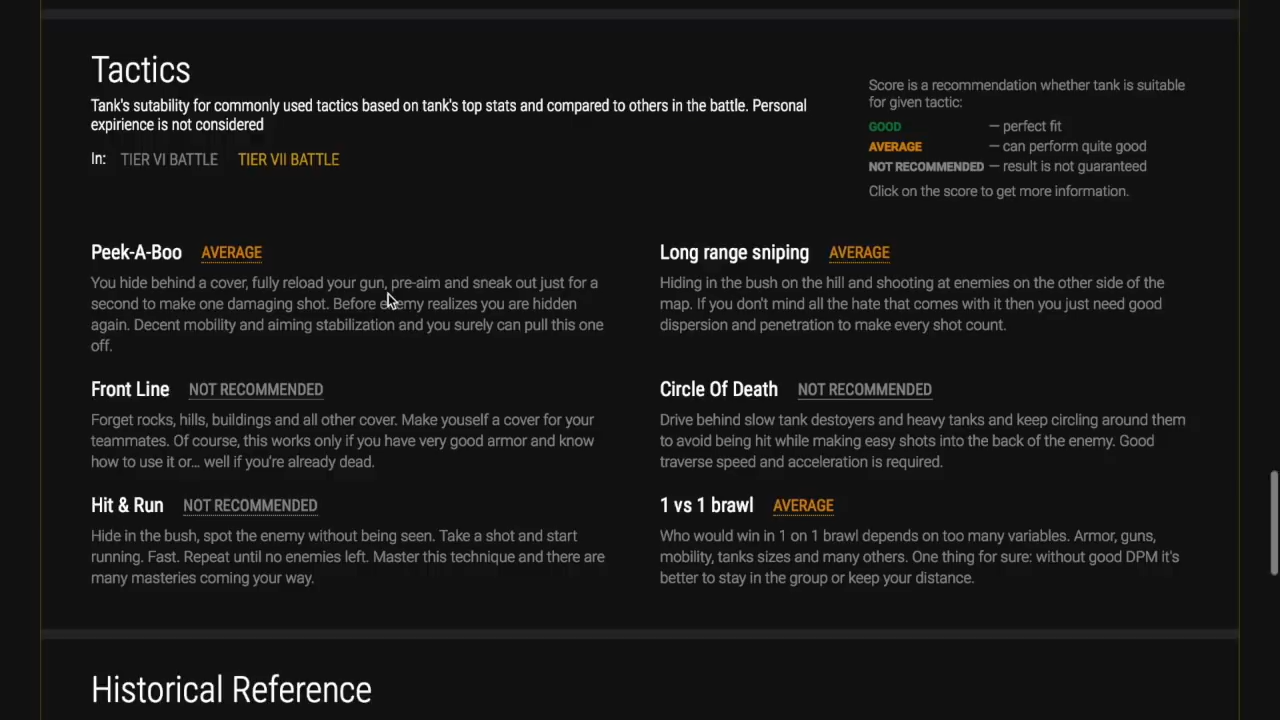 Tactics
Tank's sutability for commonly used tactics based on tank's top stats and compared to others in the battle. Personal
expirience is not considered
In: TIER VI BATTLE TIER VII BATTLE
Score is a recommendation whether tank is suitable
for given tactic:
GOOD — perfect fit
AVERAGE — can perform quite good
NOT RECOMMENDED — result is not guaranteed
Click on the score to get more information.
Peek-A-Boo AVERAGE
You hide behind a cover, fully reload your gun, pre-aim and sneak out just for a
second to make one damaging shot. Before enemy realizes you are hidden
again. Decent mobility and aiming stabilization and you surely can pull this one
off.
Long range sniping AVERAGE
Hiding in the bush on the hill and shooting at enemies on the other side of the
map. If you don't mind all the hate that comes with it then you just need good
dispersion and penetration to make every shot count.
Front Line NOT RECOMMENDED
Forget rocks, hills, buildings and all other cover. Make youself a cover for your
teammates. Of course, this works only if you have very good armor and know
how to use it or... well if you're already dead.
Circle Of Death NOT RECOMMENDED
Drive behind slow tank destoyers and heavy tanks and keep circling around them
to avoid being hit while making easy shots into the back of the enemy. Good
traverse speed and acceleration is required.
Hit & Run NOT RECOMMENDED
Hide in the bush, spot the enemy without being seen. Take a shot and start
running. Fast. Repeat until no enemies left. Master this technique and there are
many masteries coming your way.
1 vs 1 brawl AVERAGE
Who would win in 1 on 1 brawl depends on too many variables. Armor, guns,
mobility, tanks sizes and many others. One thing for sure: without good DPM it's
better to stay in the group or keep your distance.
Historical Reference